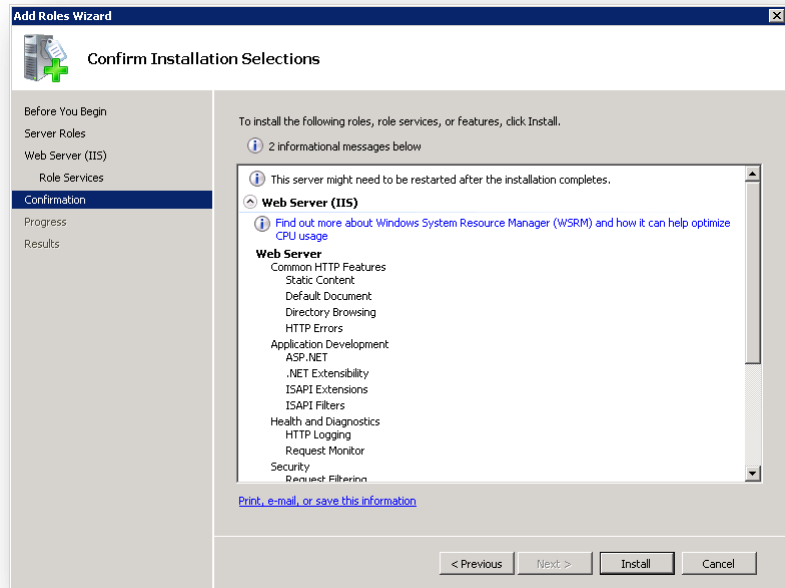 Add Roles Wizard
Confirm Installation Selections
Before You Begin
Server Roles
Web Server (IIS)
Role Services
Confirmation
Progress
Results
To install the following roles, role services, or features, click Install.
2 informational messages below
This server might need to be restarted after the installation completes.
Web Server (IIS)
Find out more about Windows System Resource Manager (WSRM) and how it can help optimize
CPU usage
Web Server
Common HTTP Features
Static Content
Default Document
Directory Browsing
HTTP Errors
Application Development
ASP.NET
.NET Extensibility
ISAPI Extensions
ISAPI Filters
Health and Diagnostics
HTTP Logging
Request Monitor
Security
Request Filtering
Print, e-mail, or save this information
< Previous
Next >
Install
Cancel